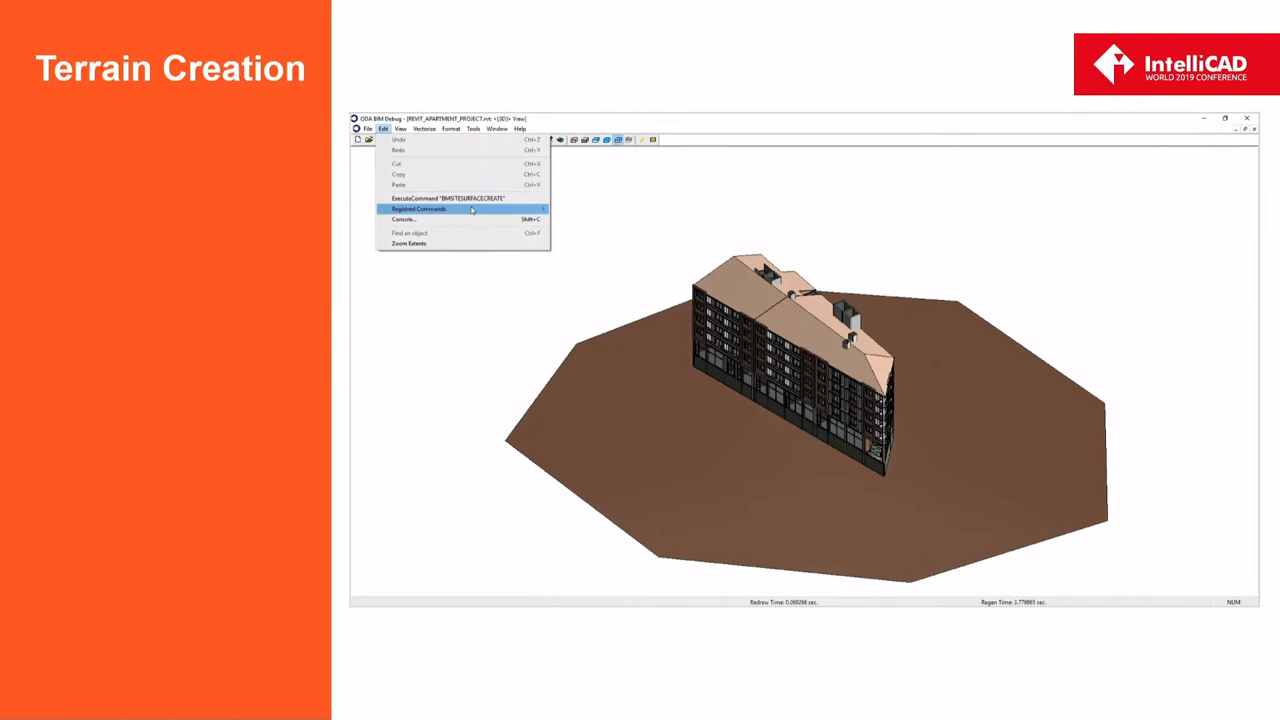 Terrain Creation
IntelliCAD
WORLD 2019 CONFERENCE
ODA BIM Debug - [REVIT_APARTMENT_PROJECT.rvt: <{3D}> View]
File Edit View Vectorize Format Tools Window Help
Undo Ctrl+Z
Redo Ctrl+Y
Cut Ctrl+X
Copy Ctrl+C
Paste Ctrl+V
ExecuteCommand "BMSITESURFACECREATE"
Registred Commands
Console... Shift+C
Find an object Ctrl+F
Zoom Extents
Redraw Time: 0.069266 sec. Regen Time: 3.779865 sec. NUM